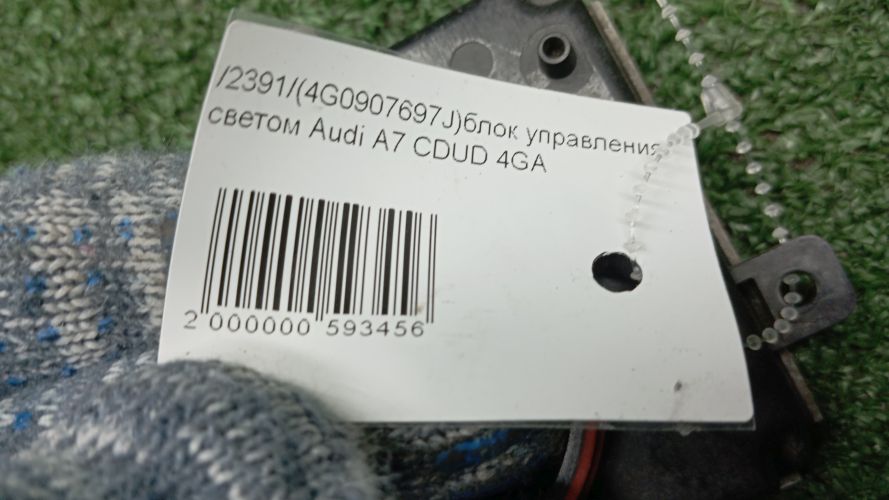 /2391/(4G0907697J)блок управления
светом Audi A7 CDUD 4GA
2 000000 593456